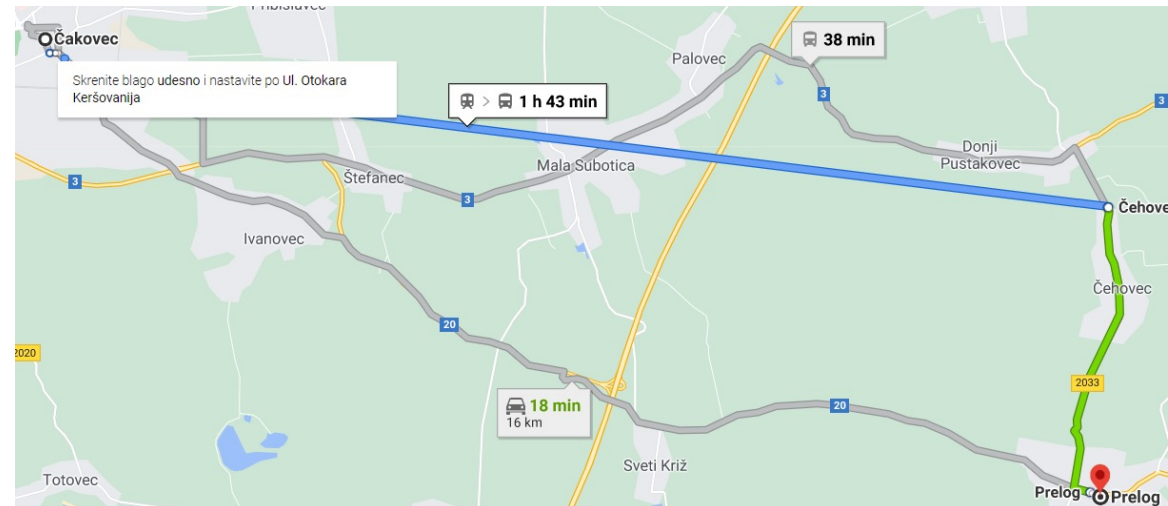 Pribislavec
Čakovec
Skrenite blago udesno i nastavite po Ul. Otokara
Keršovanija
Palovec
38 min
3
3
> 1 h 43 min
Donji
Pustakovec
Mala Subotica
Štefanec
3
3
Čehove
Ivanovec
Čehovec
20
2020
2033
18 min
16 km
20
Sveti Križ
Totovec
Prelog
Prelog